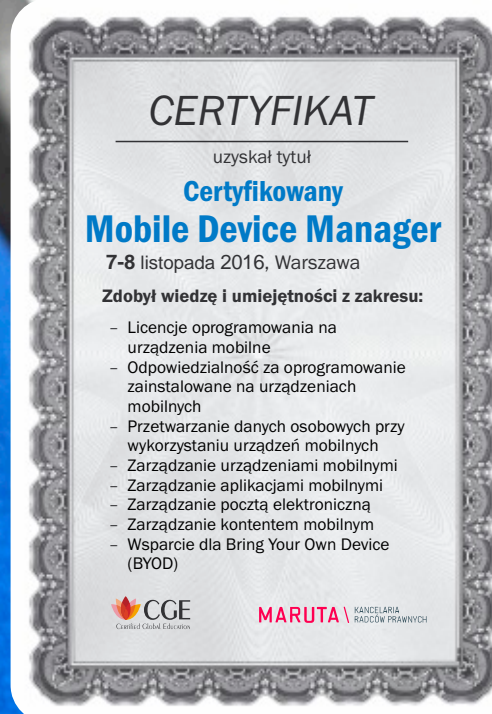 CERTYFIKAT
uzyskał tytuł
Certyfikowany
Mobile Device Manager
7-8 listopada 2016, Warszawa
Zdobył wiedzę i umiejętności z zakresu:
– Licencje oprogramowania na
urządzenia mobilne
– Odpowiedzialność za oprogramowanie
zainstalowane na urządzeniach
mobilnych
– Przetwarzanie danych osobowych przy
wykorzystaniu urządzeń mobilnych
– Zarządzanie urządzeniami mobilnymi
– Zarządzanie aplikacjami mobilnymi
– Zarządzanie pocztą elektroniczną
– Zarządzanie kontentem mobilnym
– Wsparcie dla Bring Your Own Device
(BYOD)
CGE
Certified Global Education
MARUTA \ KANCELARIA
RADCÓW PRAWNYCH